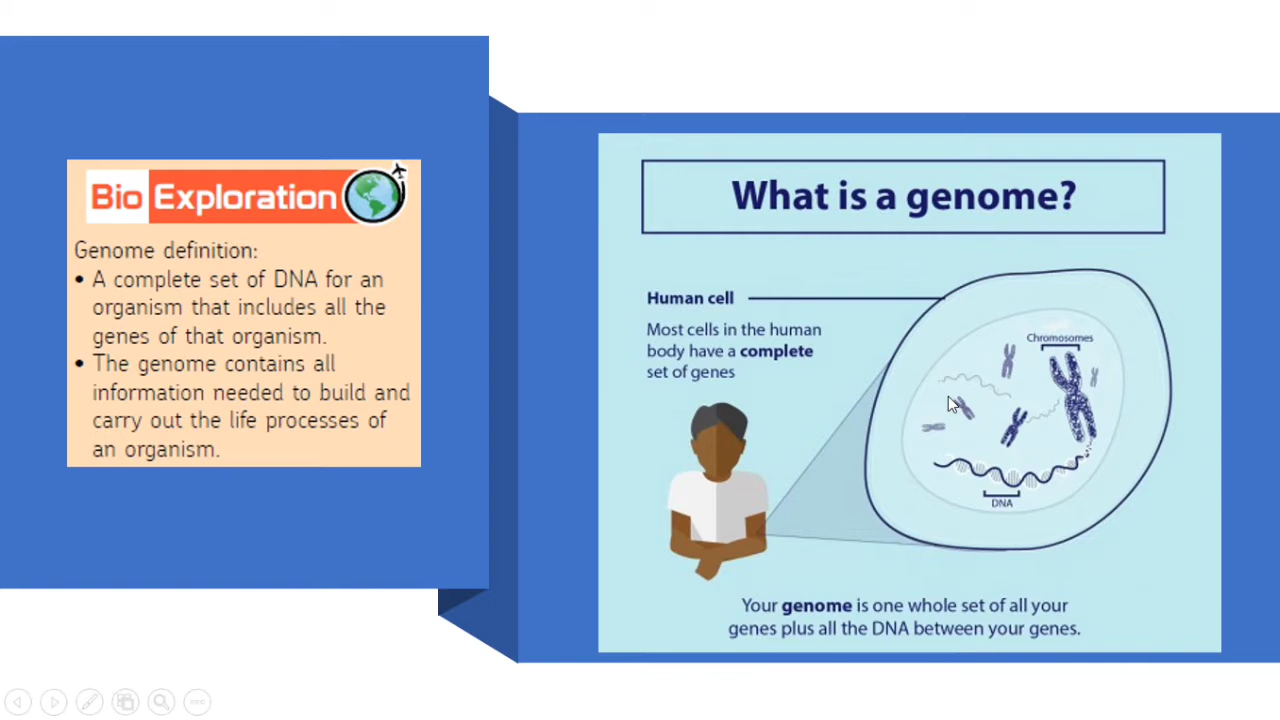 Bio Exploration
Genome definition:
• A complete set of DNA for an
organism that includes all the
genes of that organism.
• The genome contains all
information needed to build and
carry out the life processes of
an organism.
What is a genome?
Human cell
Most cells in the human
body have a complete
set of genes
Chromosomes
DNA
Your genome is one whole set of all your
genes plus all the DNA between your genes.